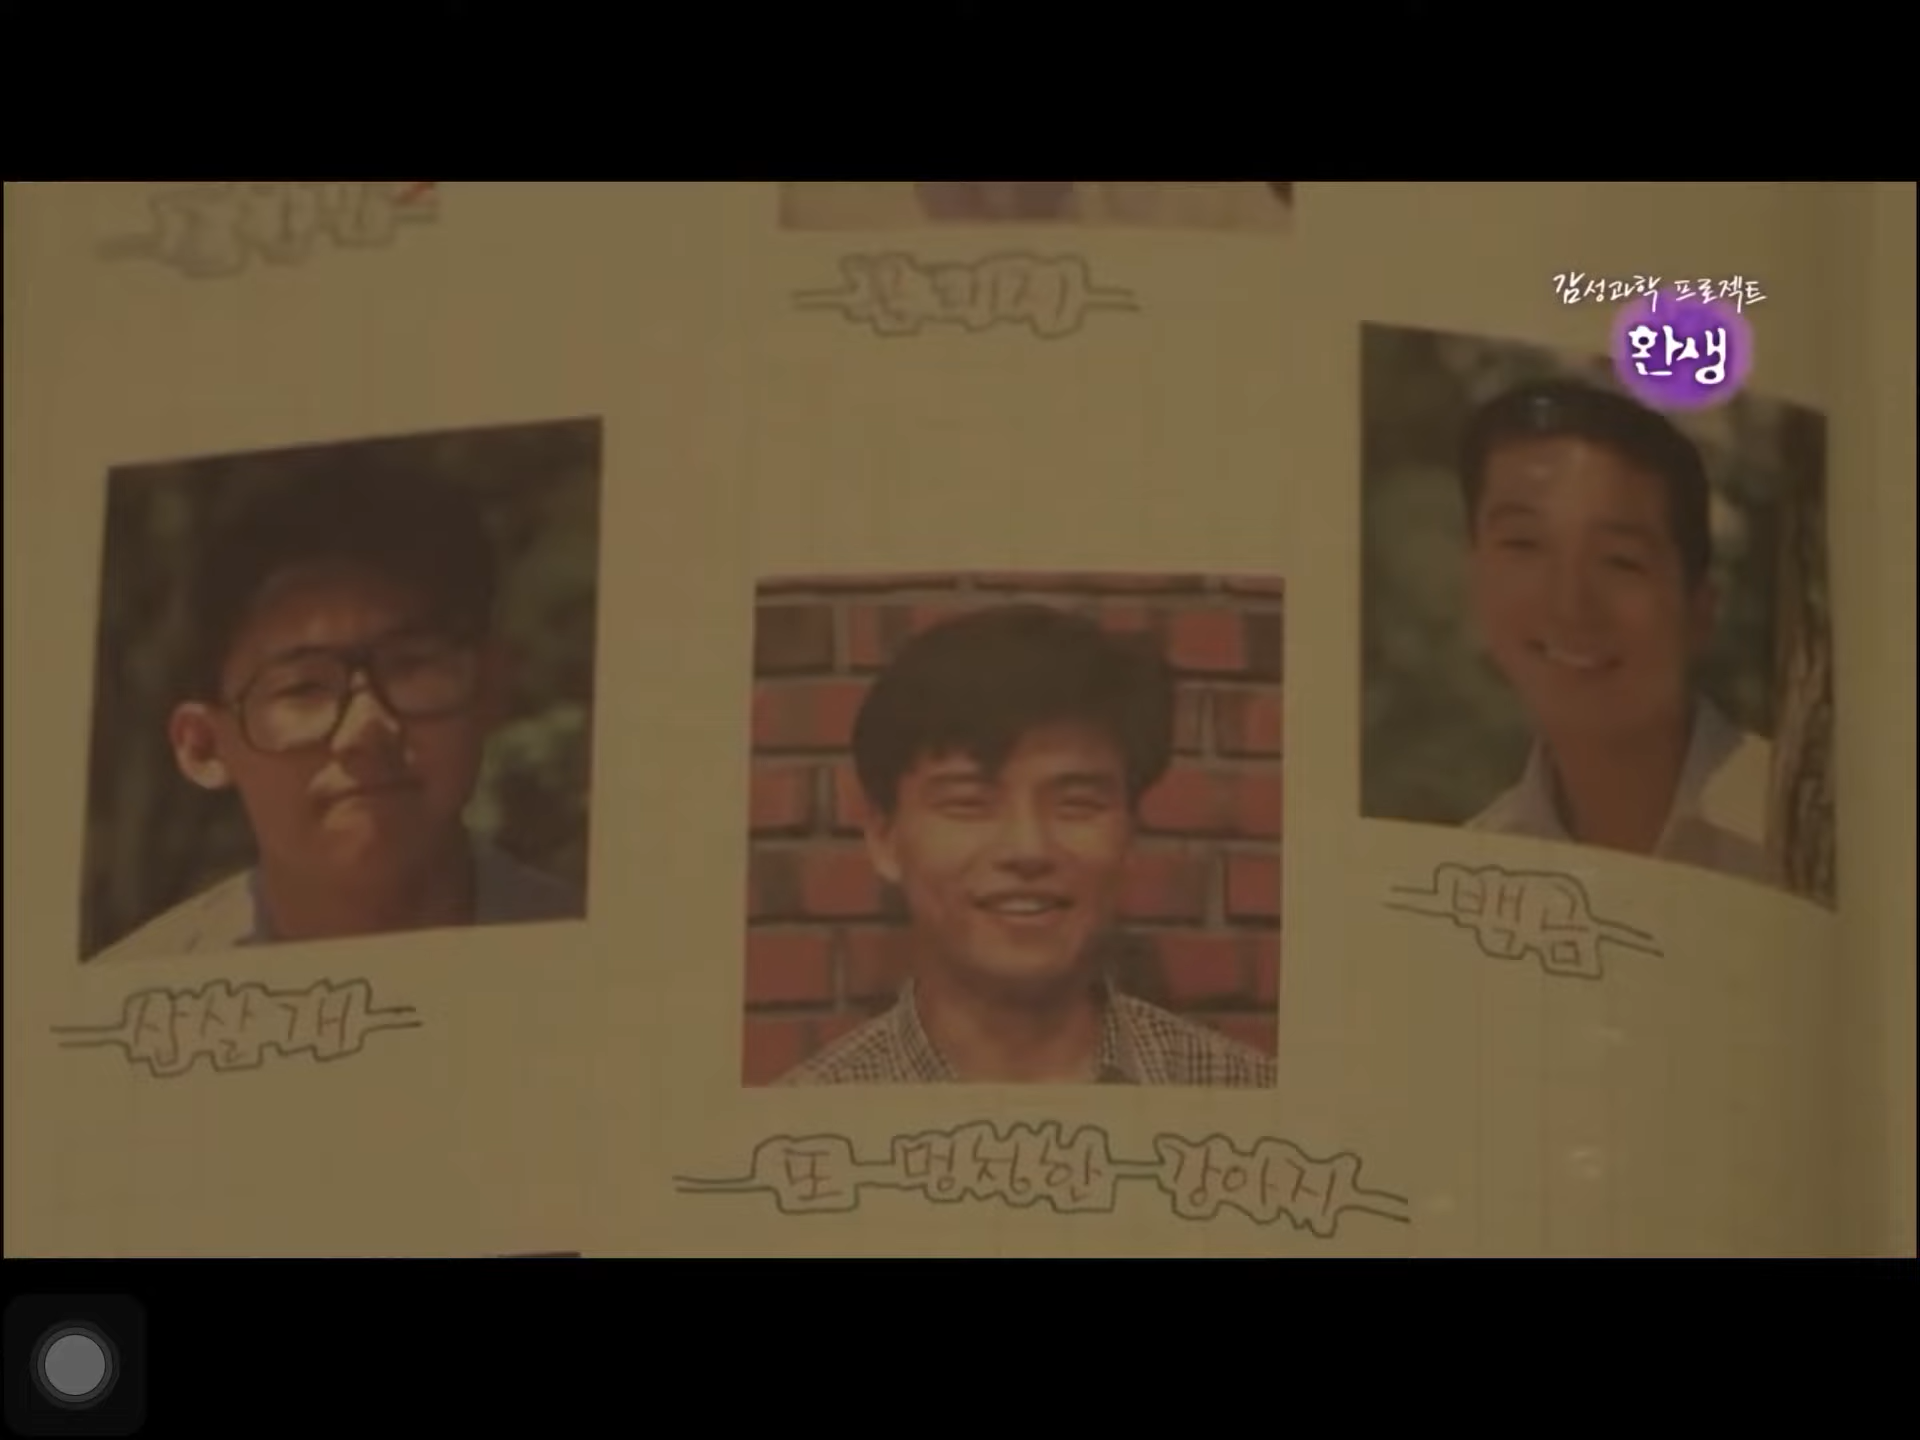 감성과학 프로젝트
환생
백곰
샵살개
또 멍청한 강아지